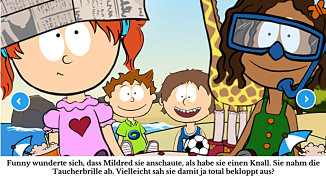 Funny wunderte sich, dass Mildred sie anschaute, als habe sie einen Knall. Sie nahm die
Taucherbrille ab. Vielleicht sah sie damit ja total bekloppt aus?